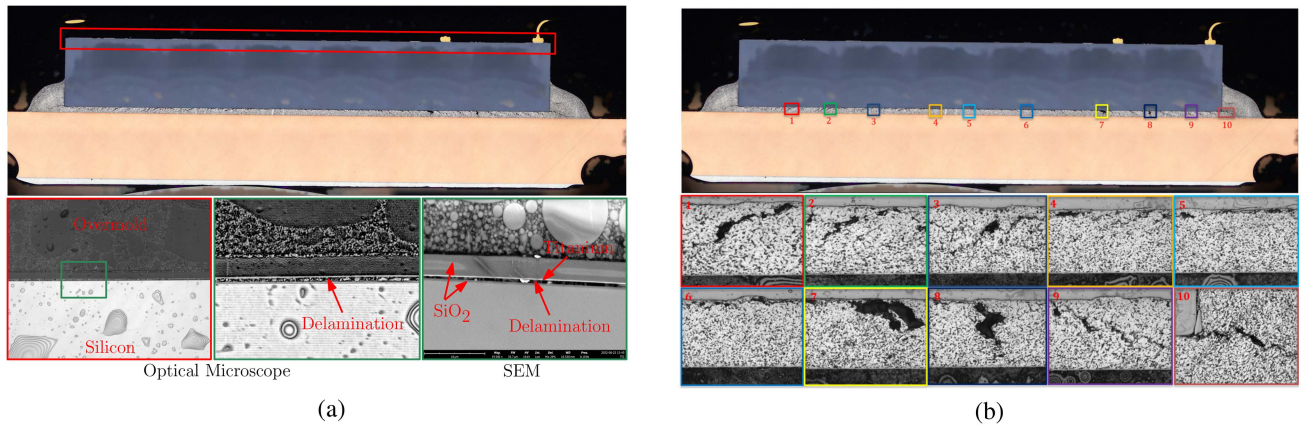 1 2 3 4 5 6 7 8 9 10
Overmold
Titanium
SiO2
Delamination
Delamination
Silicon
Optical Microscope
SEM
1 2 3 4 5
6 7 8 9 10
(a)
(b)